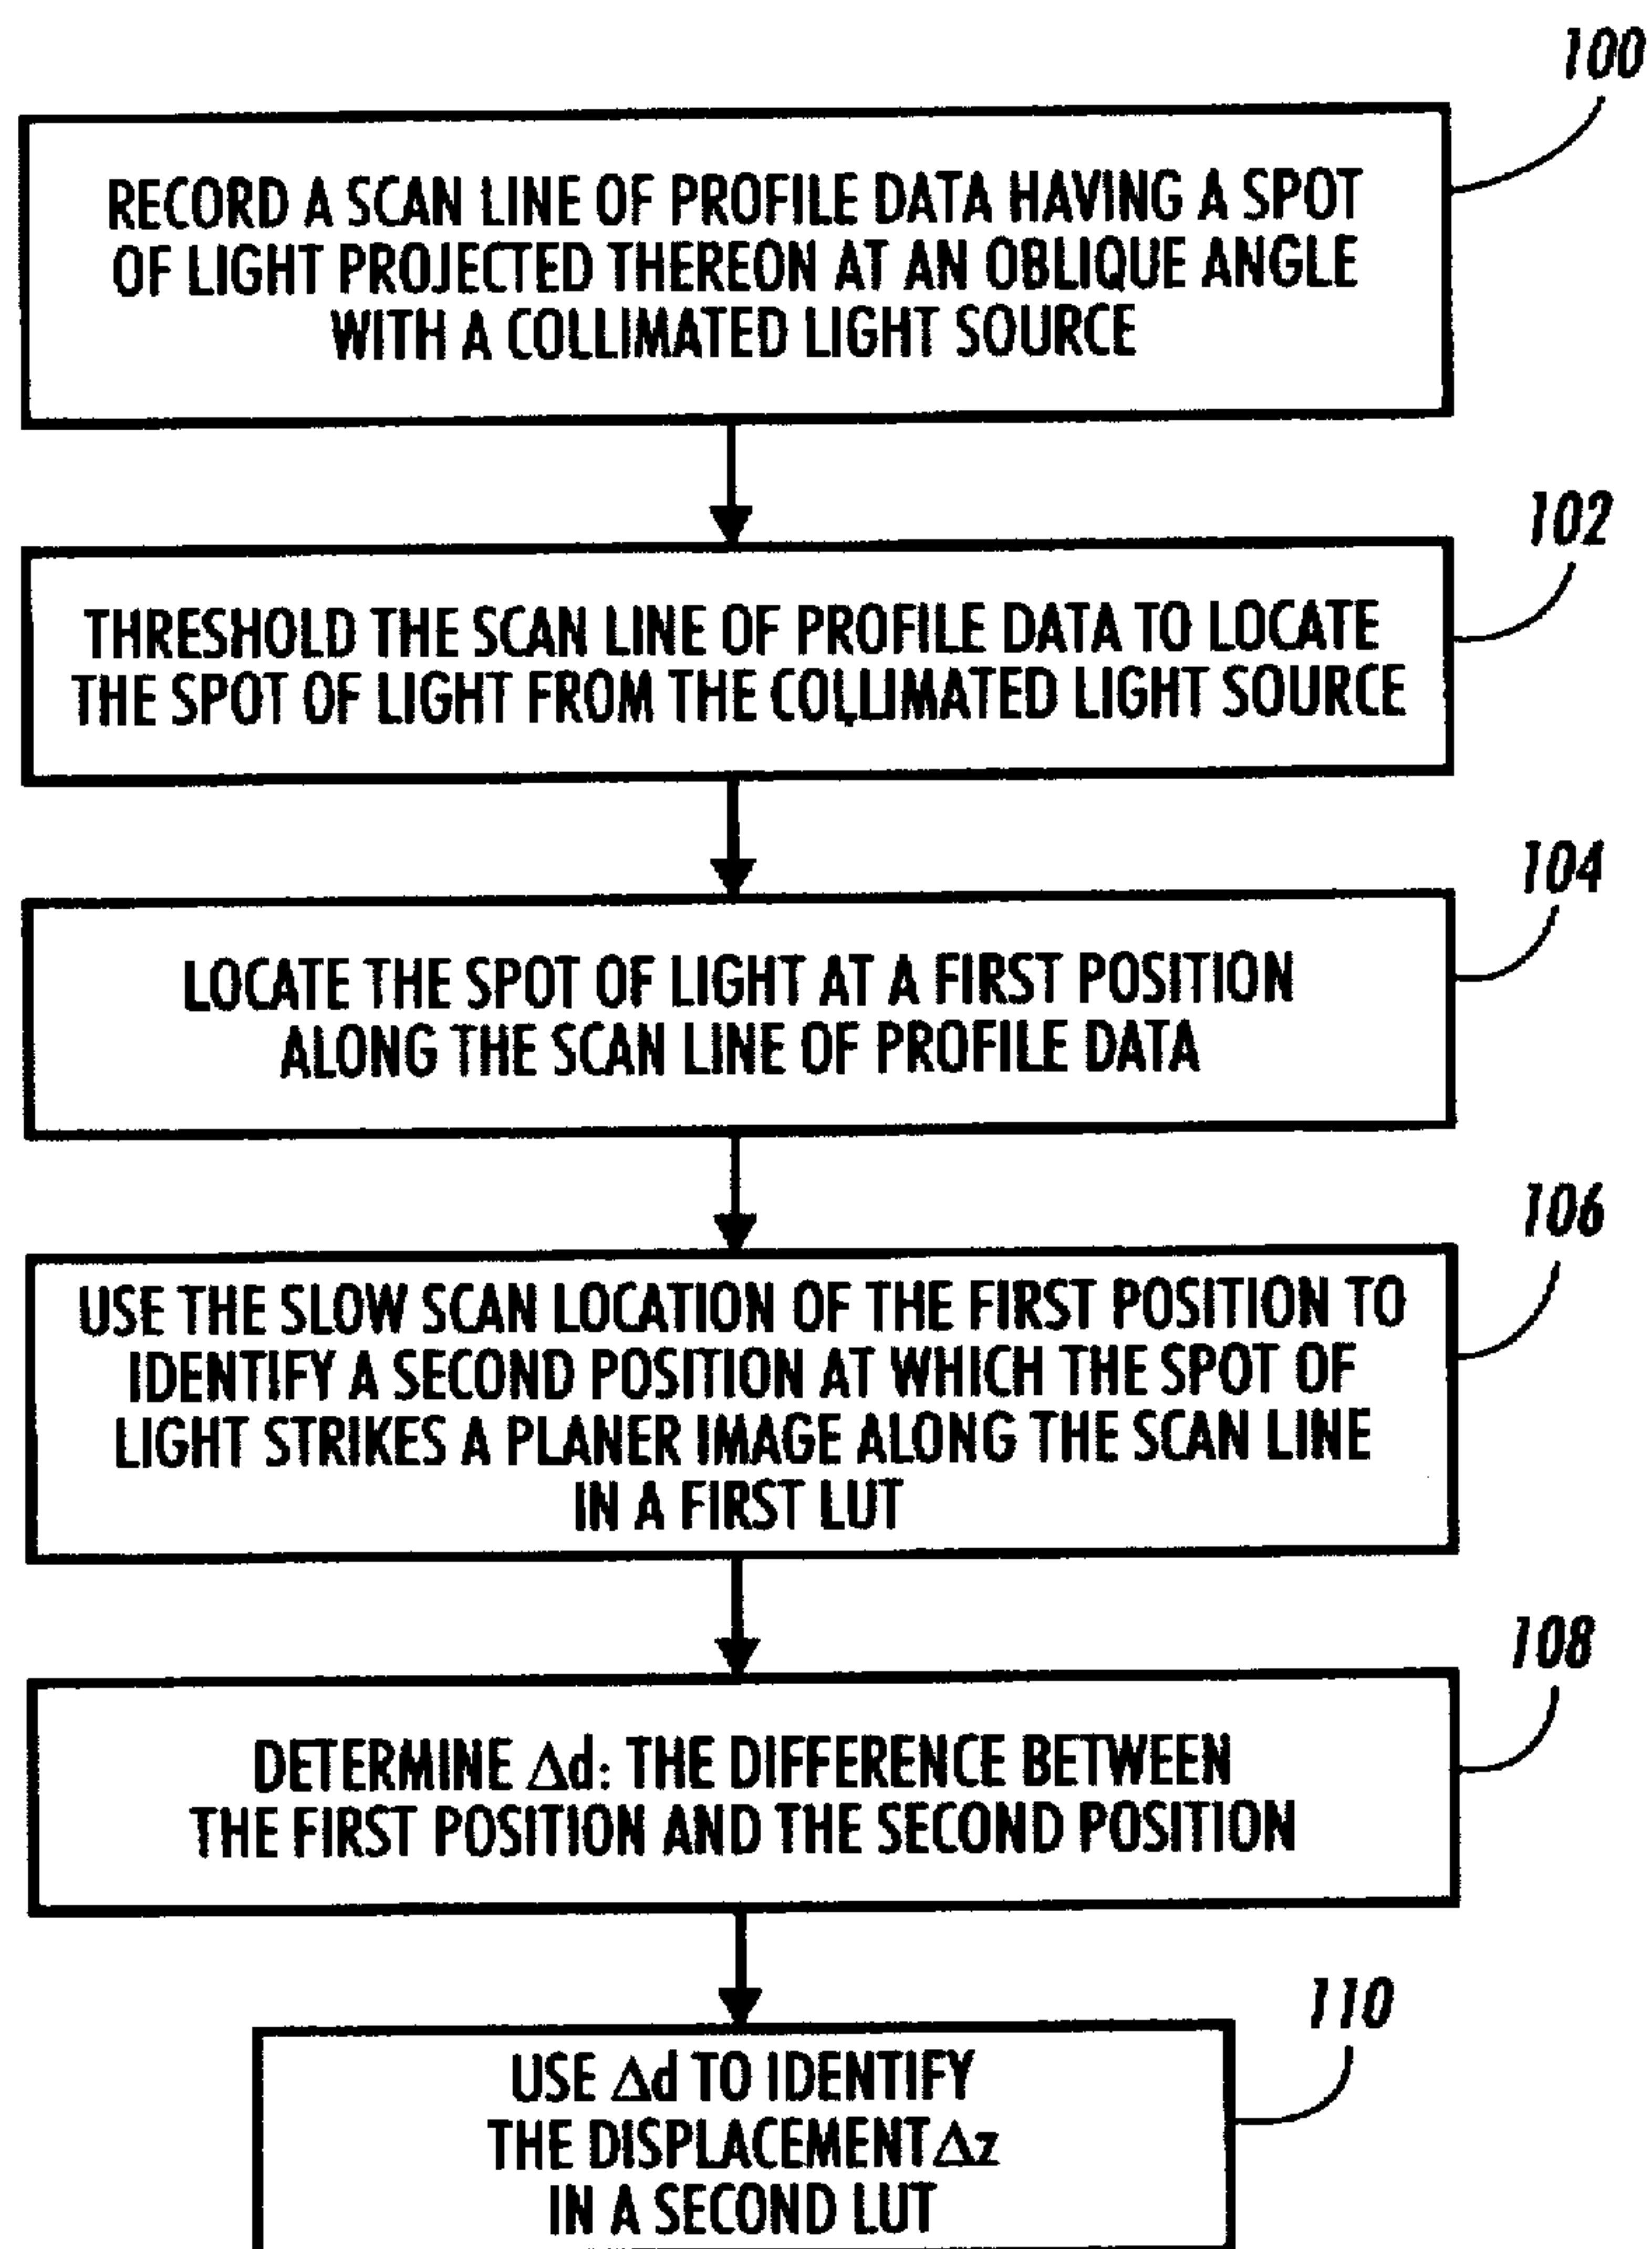 100
RECORD A SCAN LINE OF PROFILE DATA HAVING A SPOT
OF LIGHT PROJECTED THEREON AT AN OBLIQUE ANGLE
WITH A COLLIMATED LIGHT SOURCE
102
THRESHOLD THE SCAN LINE OF PROFILE DATA TO LOCATE
THE SPOT OF LIGHT FROM THE COLLIMATED LIGHT SOURCE
104
LOCATE THE SPOT OF LIGHT AT A FIRST POSITION
ALONG THE SCAN LINE OF PROFILE DATA
106
USE THE SLOW SCAN LOCATION OF THE FIRST POSITION TO
IDENTIFY A SECOND POSITION AT WHICH THE SPOT OF
LIGHT STRIKES A PLANER IMAGE ALONG THE SCAN LINE
IN A FIRST LUT
108
DETERMINE Δd: THE DIFFERENCE BETWEEN
THE FIRST POSITION AND THE SECOND POSITION
110
USE Δd TO IDENTIFY
THE DISPLACEMENT Δz
IN A SECOND LUT